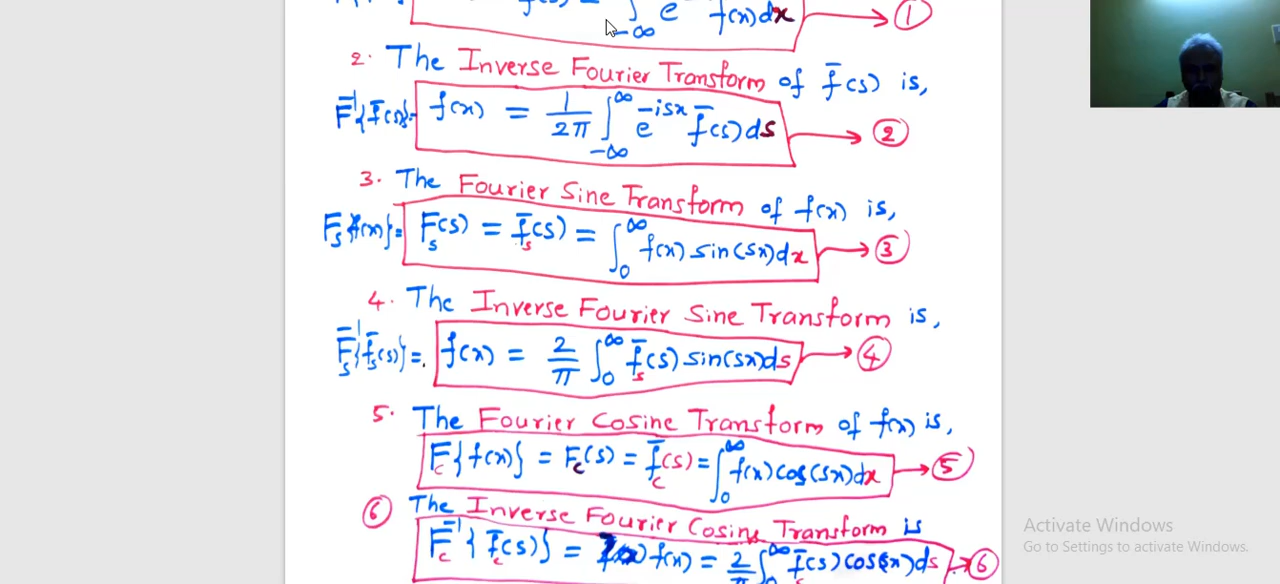 ∫_{-∞} e f(x)dx → ①
2. The Inverse Fourier Transform of f̄(s) is,
F̄¹{f̄(s)}= f(x) = 1/2π ∫_{-∞}^{∞} e^{-isx} f̄(s)ds → ②
3. The Fourier Sine Transform of f(x) is,
F_s{f(x)}= F_s(s) = f̄_s(s) = ∫_0^∞ f(x) sin(sx)dx → ③
4. The Inverse Fourier Sine Transform is,
F̄_s¹{f̄_s(s)}=. f(x) = 2/π ∫_0^∞ f̄_s(s) sin(sx)ds → ④
5. The Fourier Cosine Transform of f(x) is,
F_c{f(x)} = F_c(s) = f̄_c(s) = ∫_0^∞ f(x)cos(sx)dx → ⑤
⑥ The Inverse Fourier Cosine Transform is
F̄_c¹{f̄_c(s)} = f(x) = 2/π ∫_0^∞ f̄_s(s)cos(sx)ds → ⑥
Activate Windows
Go to Settings to activate Windows.